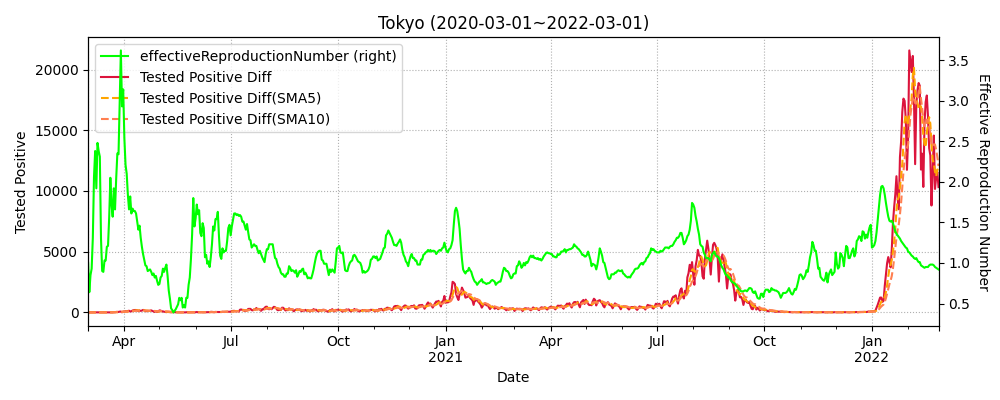 Tokyo (2020-03-01~2022-03-01)
effectiveReproductionNumber (right)
Tested Positive Diff
Tested Positive Diff(SMA5)
Tested Positive Diff(SMA10)
Tested Positive
20000
15000
10000
5000
0
3.5
3.0
2.5
2.0
1.5
1.0
0.5
Effective Reproduction Number
Apr Jul Oct Jan Apr Jul Oct Jan
2021 2022
Date